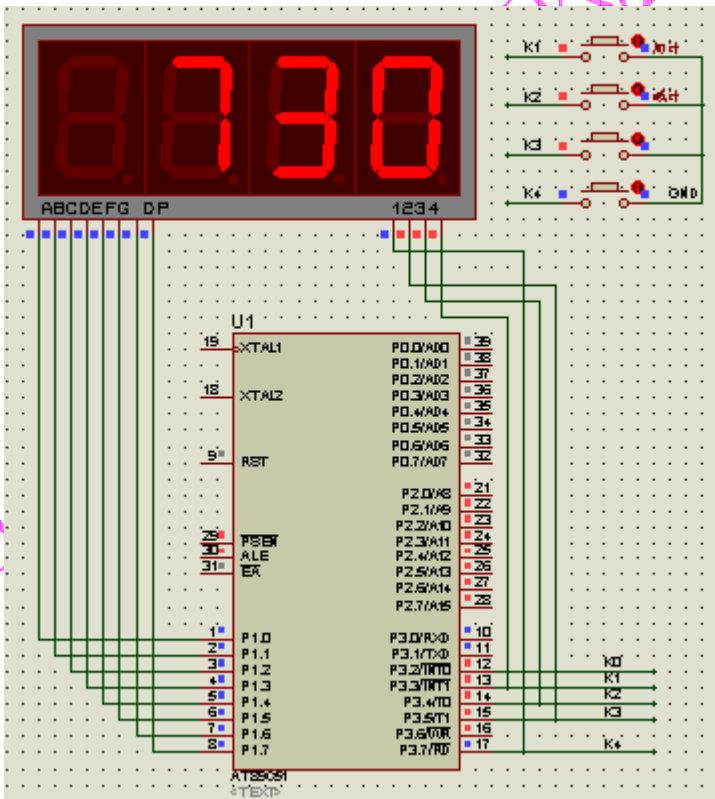 730
K1 加计
K2 减计
K3
K4 GND
ABCDEFG DP 1234
U1
19 XTAL1
18 XTAL2
9 RST
29 PSEN
30 ALE
31 EA
1 P1.0
2 P1.1
3 P1.2
4 P1.3
5 P1.4
6 P1.5
7 P1.6
8 P1.7
P0.0/AD0 39
P0.1/AD1 38
P0.2/AD2 37
P0.3/AD3 36
P0.4/AD4 35
P0.5/AD5 34
P0.6/AD6 33
P0.7/AD7 32
P2.0/A8 21
P2.1/A9 22
P2.2/A10 23
P2.3/A11 24
P2.4/A12 25
P2.5/A13 26
P2.6/A14 27
P2.7/A15 28
P3.0/RXD 10
P3.1/TXD 11
P3.2/INT0 12 K0
P3.3/INT1 13 K1
P3.4/T0 14 K2
P3.5/T1 15 K3
P3.6/WR 16
P3.7/RD 17 K4
AT89C51
<TEXT>